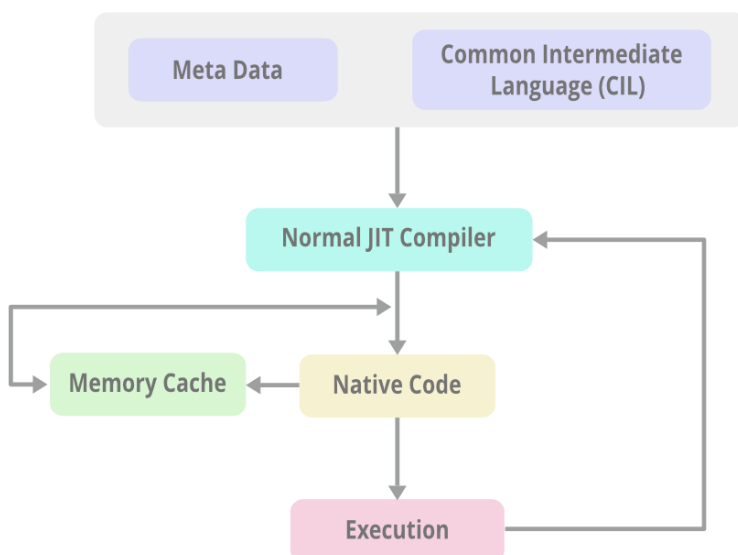 Meta Data
Common Intermediate
Language (CIL)
Normal JIT Compiler
Memory Cache
Native Code
Execution